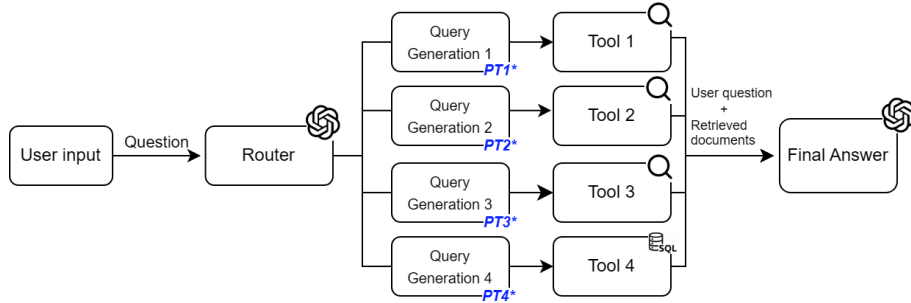 User input
Question
Router
Query
Generation 1
PT1*
Tool 1
Query
Generation 2
PT2*
Tool 2
Query
Generation 3
PT3*
Tool 3
Query
Generation 4
PT4*
Tool 4
SQL
User question
+
Retrieved
documents
Final Answer